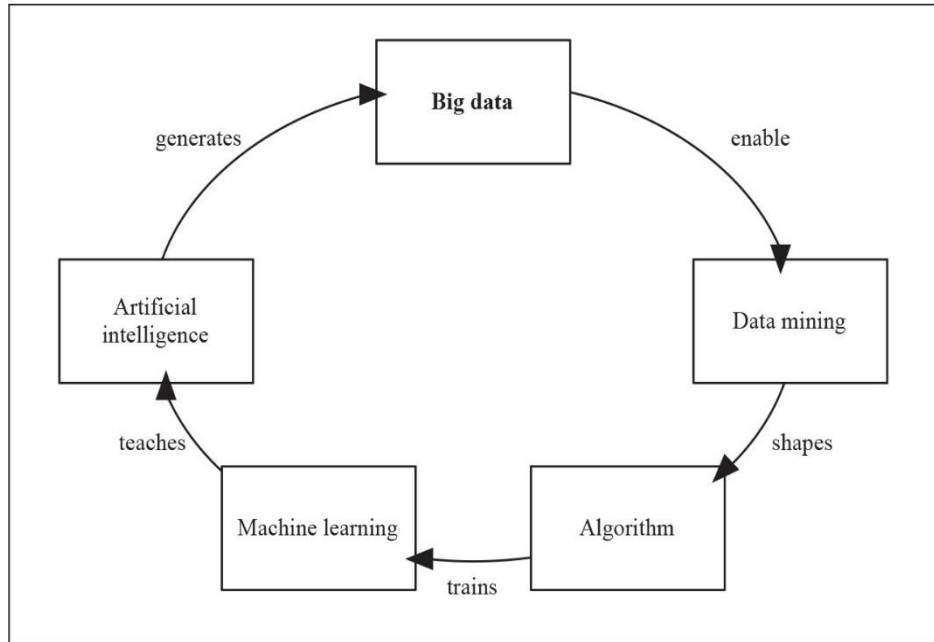 Big data
enable
Data mining
shapes
Algorithm
trains
Machine learning
teaches
Artificial
intelligence
generates